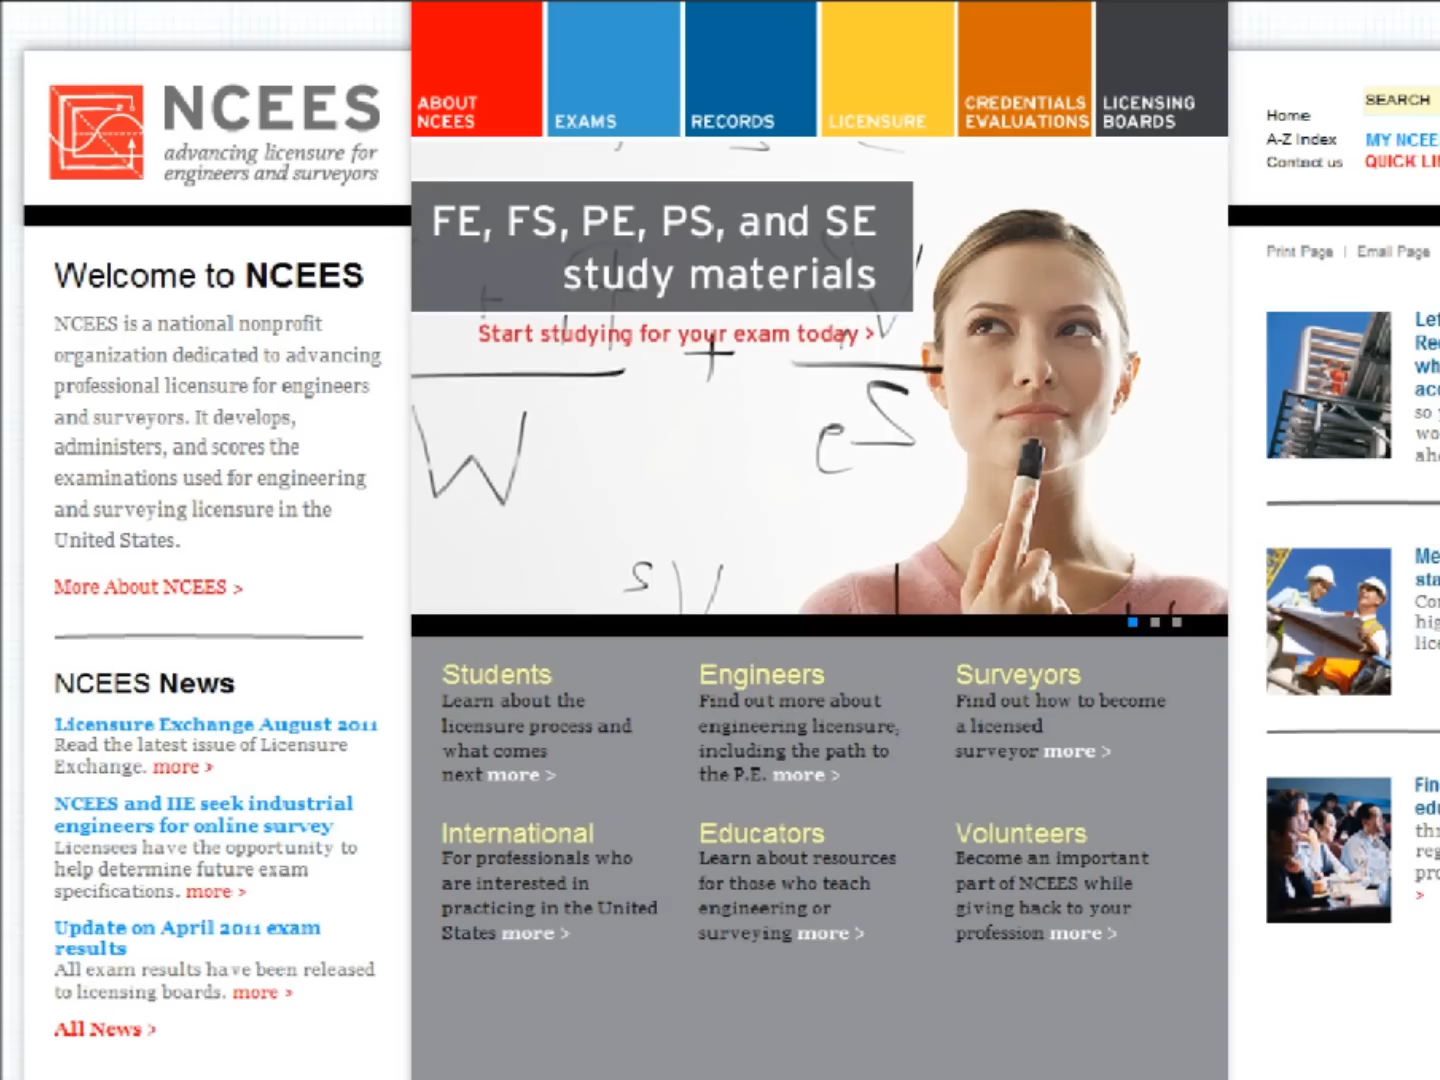 NCEES
advancing licensure for
engineers and surveyors
ABOUT
NCEES
EXAMS
RECORDS
LICENSURE
CREDENTIALS
EVALUATIONS
LICENSING
BOARDS
Home
A-Z Index
Contact us
SEARCH
MY NCEE
QUICK LI
Print Page | Email Page
Welcome to NCEES
NCEES is a national nonprofit
organization dedicated to advancing
professional licensure for engineers
and surveyors. It develops,
administers, and scores the
examinations used for engineering
and surveying licensure in the
United States.
More About NCEES >
NCEES News
Licensure Exchange August 2011
Read the latest issue of Licensure
Exchange. more >
NCEES and IIE seek industrial
engineers for online survey
Licensees have the opportunity to
help determine future exam
specifications. more >
Update on April 2011 exam
results
All exam results have been released
to licensing boards. more >
All News >
FE, FS, PE, PS, and SE
study materials
Start studying for your exam today >
Students
Learn about the
licensure process and
what comes
next more >
Engineers
Find out more about
engineering licensure,
including the path to
the P.E. more >
Surveyors
Find out how to become
a licensed
surveyor more >
International
For professionals who
are interested in
practicing in the United
States more >
Educators
Learn about resources
for those who teach
engineering or
surveying more >
Volunteers
Become an important
part of NCEES while
giving back to your
profession more >